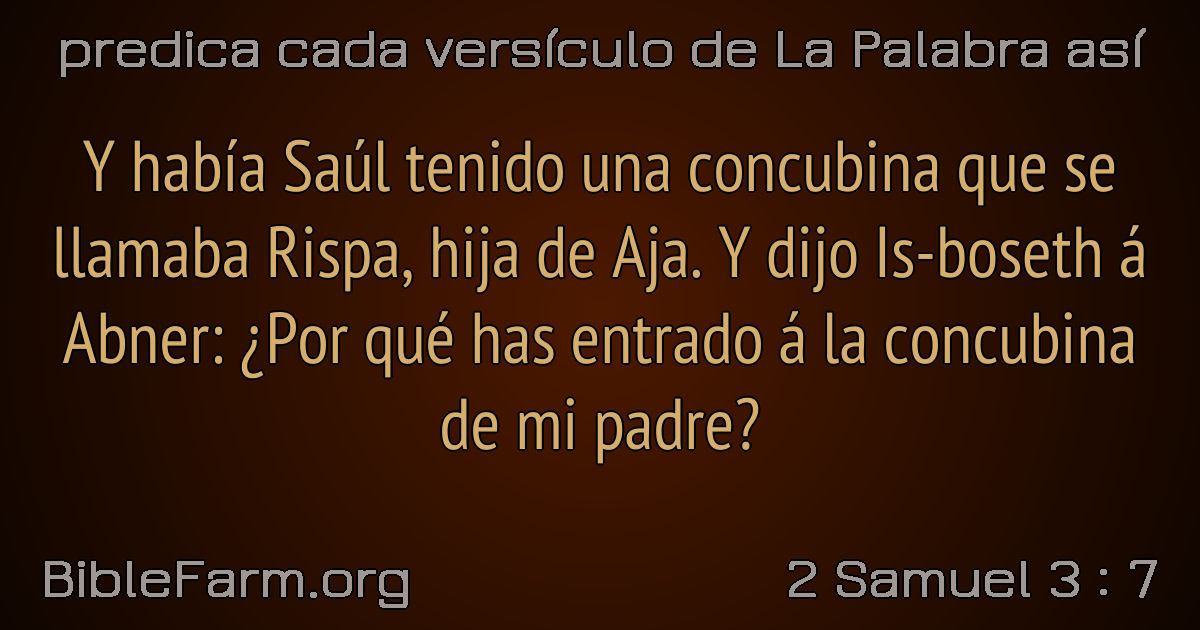 predica cada versículo de La Palabra así
Y había Saúl tenido una concubina que se
llamaba Rispa, hija de Aja. Y dijo Is-boseth á
Abner: ¿Por qué has entrado á la concubina
de mi padre?
BibleFarm.org
2 Samuel 3 : 7